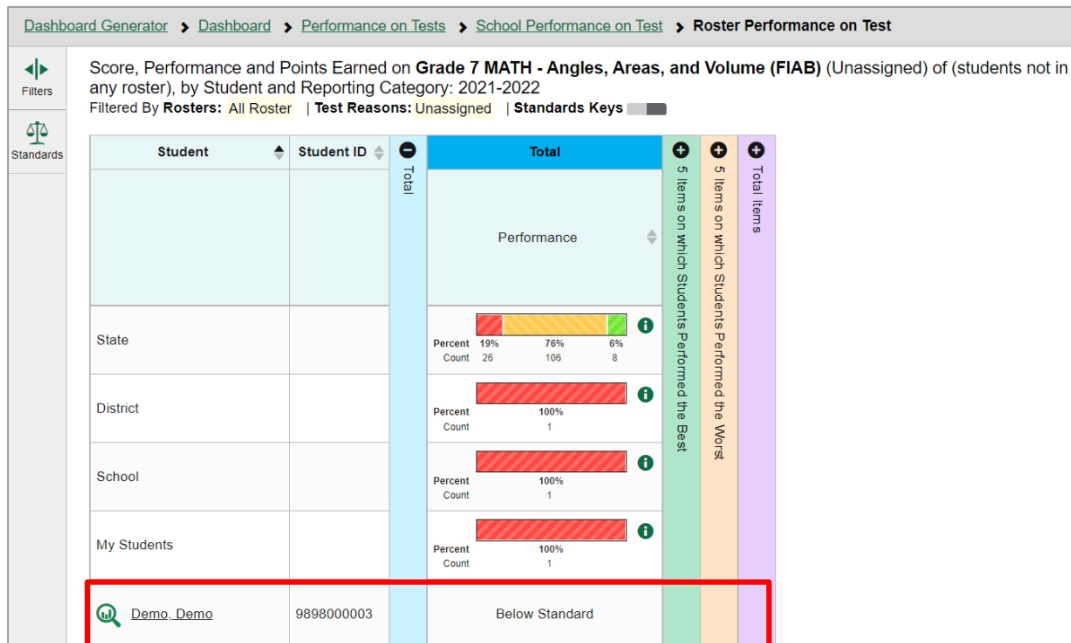 Dashboard Generator > Dashboard > Performance on Tests > School Performance on Test > Roster Performance on Test
Filters
Standards
Score, Performance and Points Earned on Grade 7 MATH - Angles, Areas, and Volume (FIAB) (Unassigned) of (students not in
any roster), by Student and Reporting Category: 2021-2022
Filtered By Rosters: All Roster | Test Reasons: Unassigned | Standards Keys
Student Student ID Total Total
5 Items on which Students Performed the Best
5 Items on which Students Performed the Worst
Total Items
Performance
State
Percent 19% 76% 6%
Count 26 106 8
District
Percent 100%
Count 1
School
Percent 100%
Count 1
My Students
Percent 100%
Count 1
Demo, Demo 9898000003 Below Standard